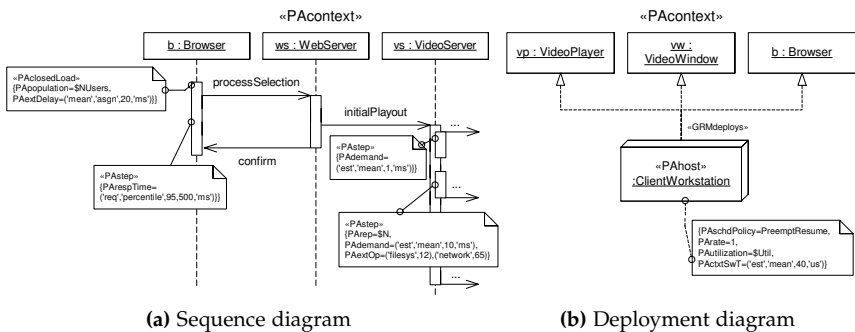 «PAcontext»
b : Browser
ws : WebServer
vs : VideoServer
«PAclosedLoad»
{PApopulation=$NUsers,
PAextDelay=('mean','asgn',20,'ms')}}
processSelection
initialPlayout
...
confirm
«PAstep»
{PAdemand=
('est','mean',1,'ms')}}
«PAstep»
{PArespTime=
('req','percentile',95,500,'ms')}}
...
«PAstep»
{PArep=$N,
PAdemand=('est','mean',10,'ms'),
PAextOp=('filesys',12),('network',65)}
...
(a) Sequence diagram
«PAcontext»
vp : VideoPlayer
vw :
VideoWindow
b : Browser
«GRMdeploys»
«PAhost»
:ClientWorkstation
{PAschdPolicy=PreemptResume,
PArate=1,
PAutilization=$Util,
PActxtSwT=('est','mean',40,'us')}
(b) Deployment diagram